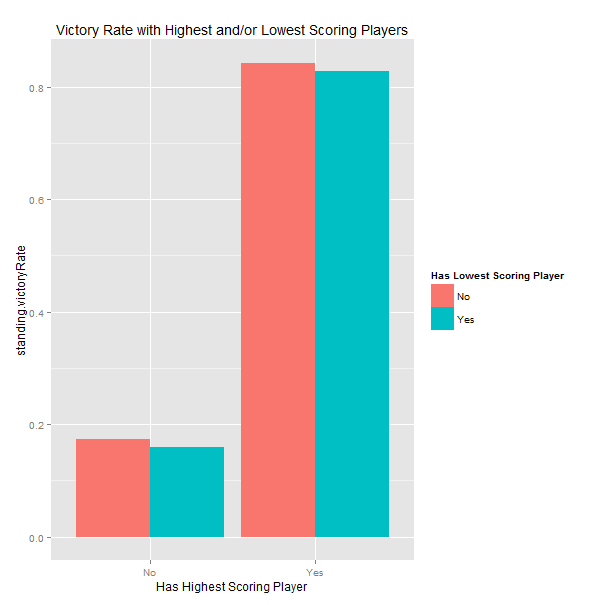 Victory Rate with Highest and/or Lowest Scoring Players
standing.victoryRate
0.8
0.6
0.4
0.2
0.0
No
Yes
Has Highest Scoring Player
Has Lowest Scoring Player
No
Yes